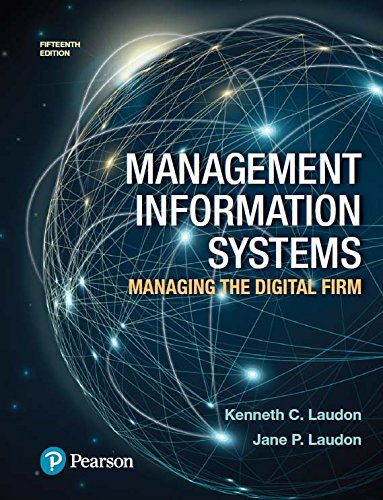 FIFTEENTH
EDITION
MANAGEMENT
INFORMATION
SYSTEMS
MANAGING THE DIGITAL FIRM
Kenneth C. Laudon
Jane P. Laudon
P Pearson